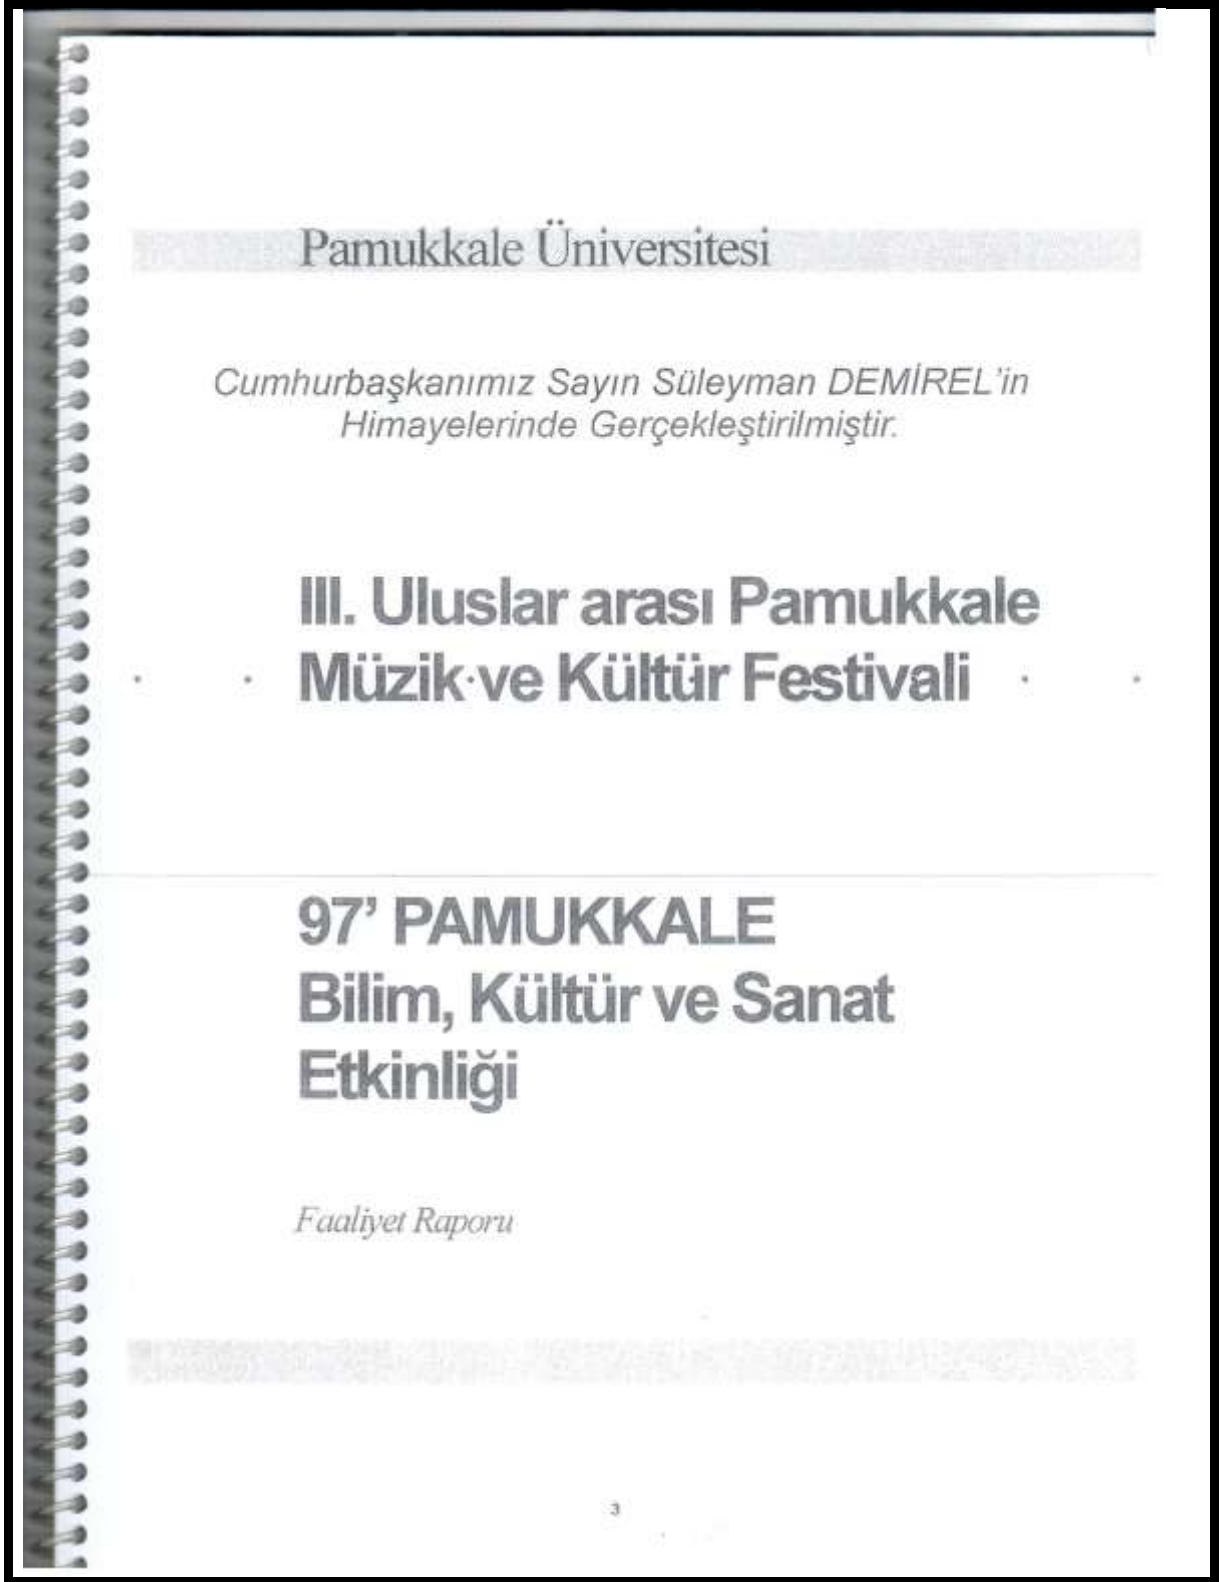 Pamukkale Üniversitesi
Cumhurbaşkanımız Sayın Süleyman DEMİREL'in
Himayelerinde Gerçekleştirilmiştir.
III. Uluslar arası Pamukkale
Müzik ve Kültür Festivali
97' PAMUKKALE
Bilim, Kültür ve Sanat
Etkinliği
Faaliyet Raporu
3